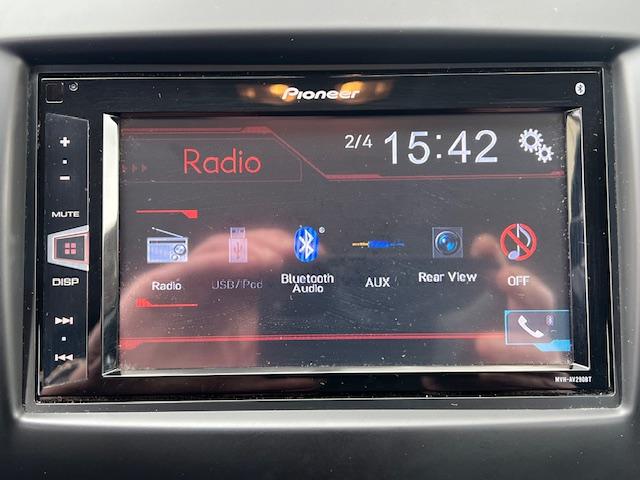 Pioneer
2/4 15:42
Radio
+
-
MUTE
DISP
Radio
USB/iPod
Bluetooth
Audio
AUX
Rear View
OFF
MVH-AV290BT